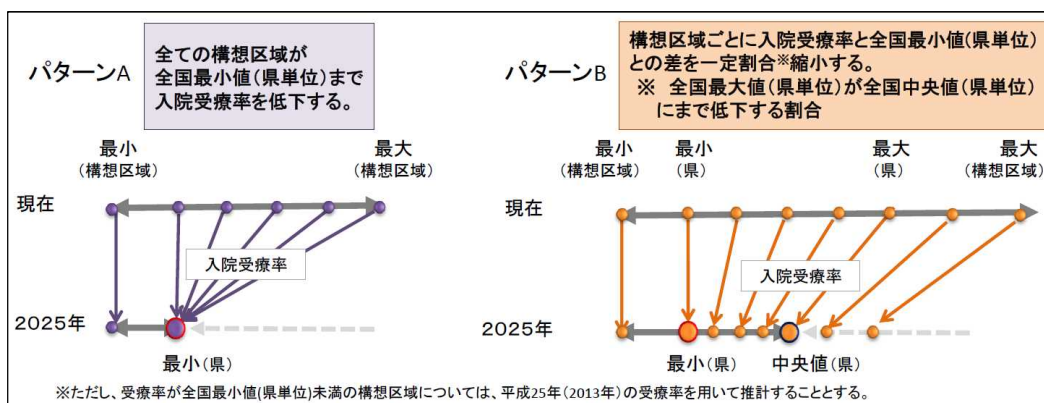 パターンA
全ての構想区域が
全国最小値(県単位)まで
入院受療率を低下する。
最小
(構想区域)
最大
(構想区域)
現在
入院受療率
2025年
最小(県)
パターンB
構想区域ごとに入院受療率と全国最小値(県単位)
との差を一定割合※縮小する。
※ 全国最大値(県単位)が全国中央値(県単位)
にまで低下する割合
最小
(構想区域)
最小
(県)
最大
(県)
最大
(構想区域)
現在
入院受療率
2025年
最小(県)
中央値(県)
※ただし、受療率が全国最小値(県単位)未満の構想区域については、平成25年(2013年)の受療率を用いて推計することとする。